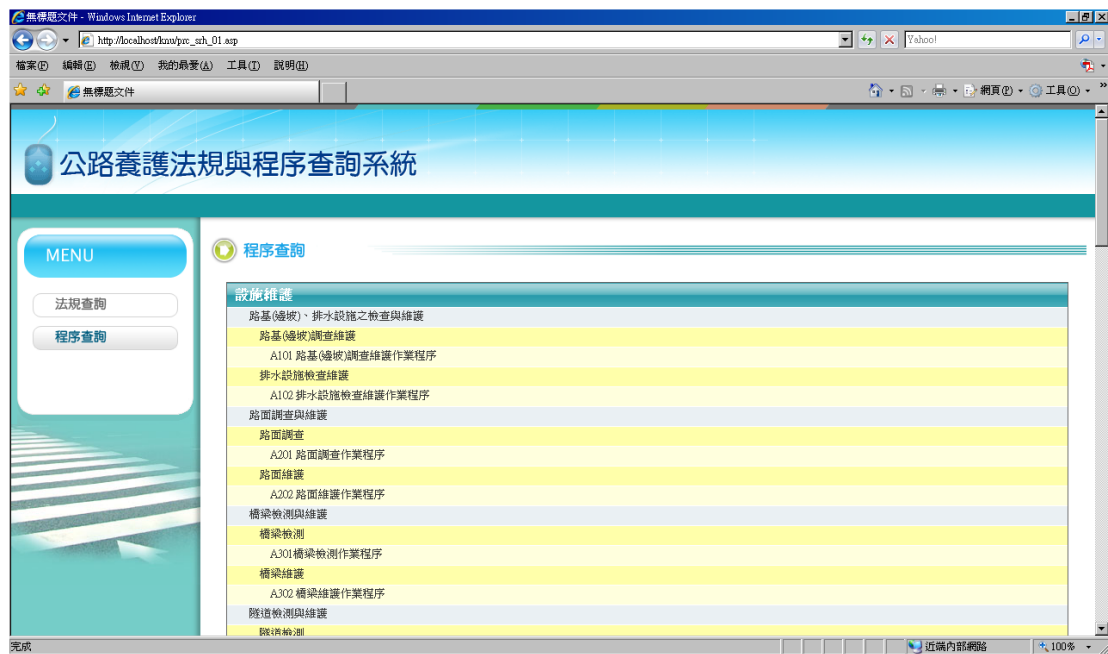 無標題文件 - Windows Internet Explorer
http://localhost/knu/prc_srh_01.asp
Yahoo!
檔案(F) 編輯(E) 檢視(V) 我的最愛(A) 工具(T) 說明(H)
無標題文件
網頁(P) 工具(O)
公路養護法規與程序查詢系統
MENU
法規查詢
程序查詢
程序查詢
設施維護
路基(邊坡)、排水設施之檢查與維護
路基(邊坡)調查維護
A101 路基(邊坡)調查維護作業程序
排水設施檢查維護
A102 排水設施檢查維護作業程序
路面調查與維護
路面調查
A201 路面調查作業程序
路面維護
A202 路面維護作業程序
橋梁檢測與維護
橋梁檢測
A301橋梁檢測作業程序
橋梁維護
A302 橋梁維護作業程序
隧道檢測與維護
隧道檢測
完成
近端內部網路
100%